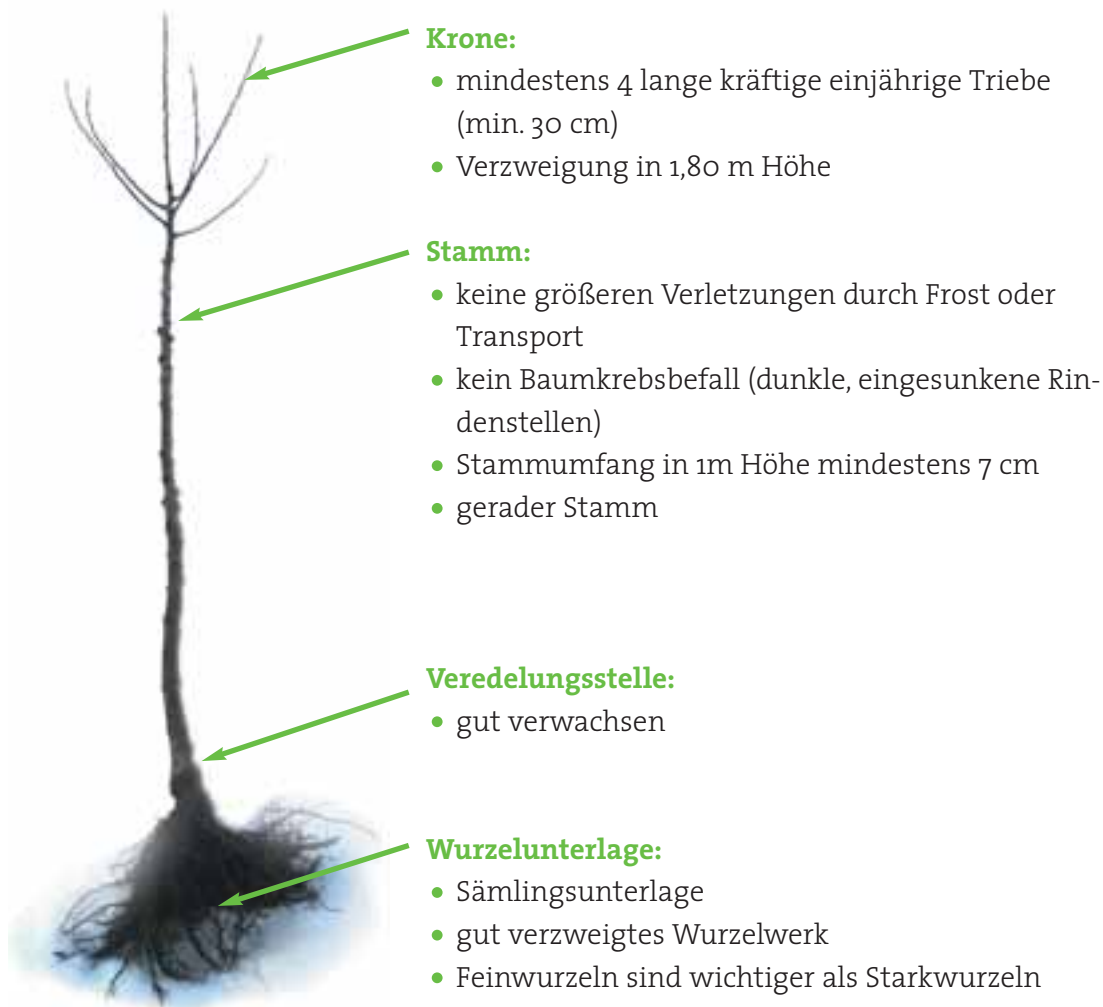 Krone:
• mindestens 4 lange kräftige einjährige Triebe
(min. 30 cm)
• Verzweigung in 1,80 m Höhe
Stamm:
• keine größeren Verletzungen durch Frost oder
Transport
• kein Baumkrebsbefall (dunkle, eingesunkene Rin-
denstellen)
• Stammumfang in 1m Höhe mindestens 7 cm
• gerader Stamm
Veredelungsstelle:
• gut verwachsen
Wurzelunterlage:
• Sämlingsunterlage
• gut verzweigtes Wurzelwerk
• Feinwurzeln sind wichtiger als Starkwurzeln